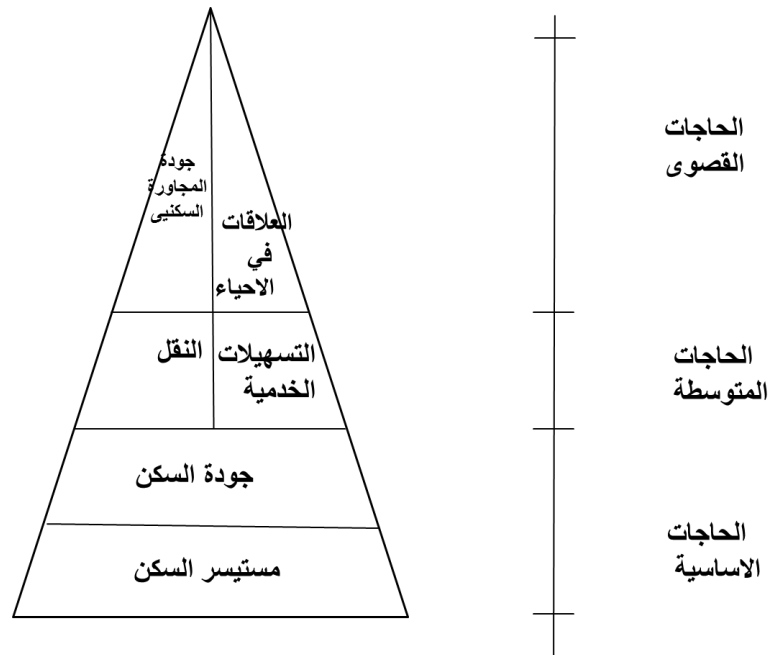 جودة
المجاورة
السكنيى
العلاقات
في
الاحياء
الحاجات
القصوى
النقل
التسهيلات
الخدمية
الحاجات
المتوسطة
جودة السكن
مستيسر السكن
الحاجات
الاساسية